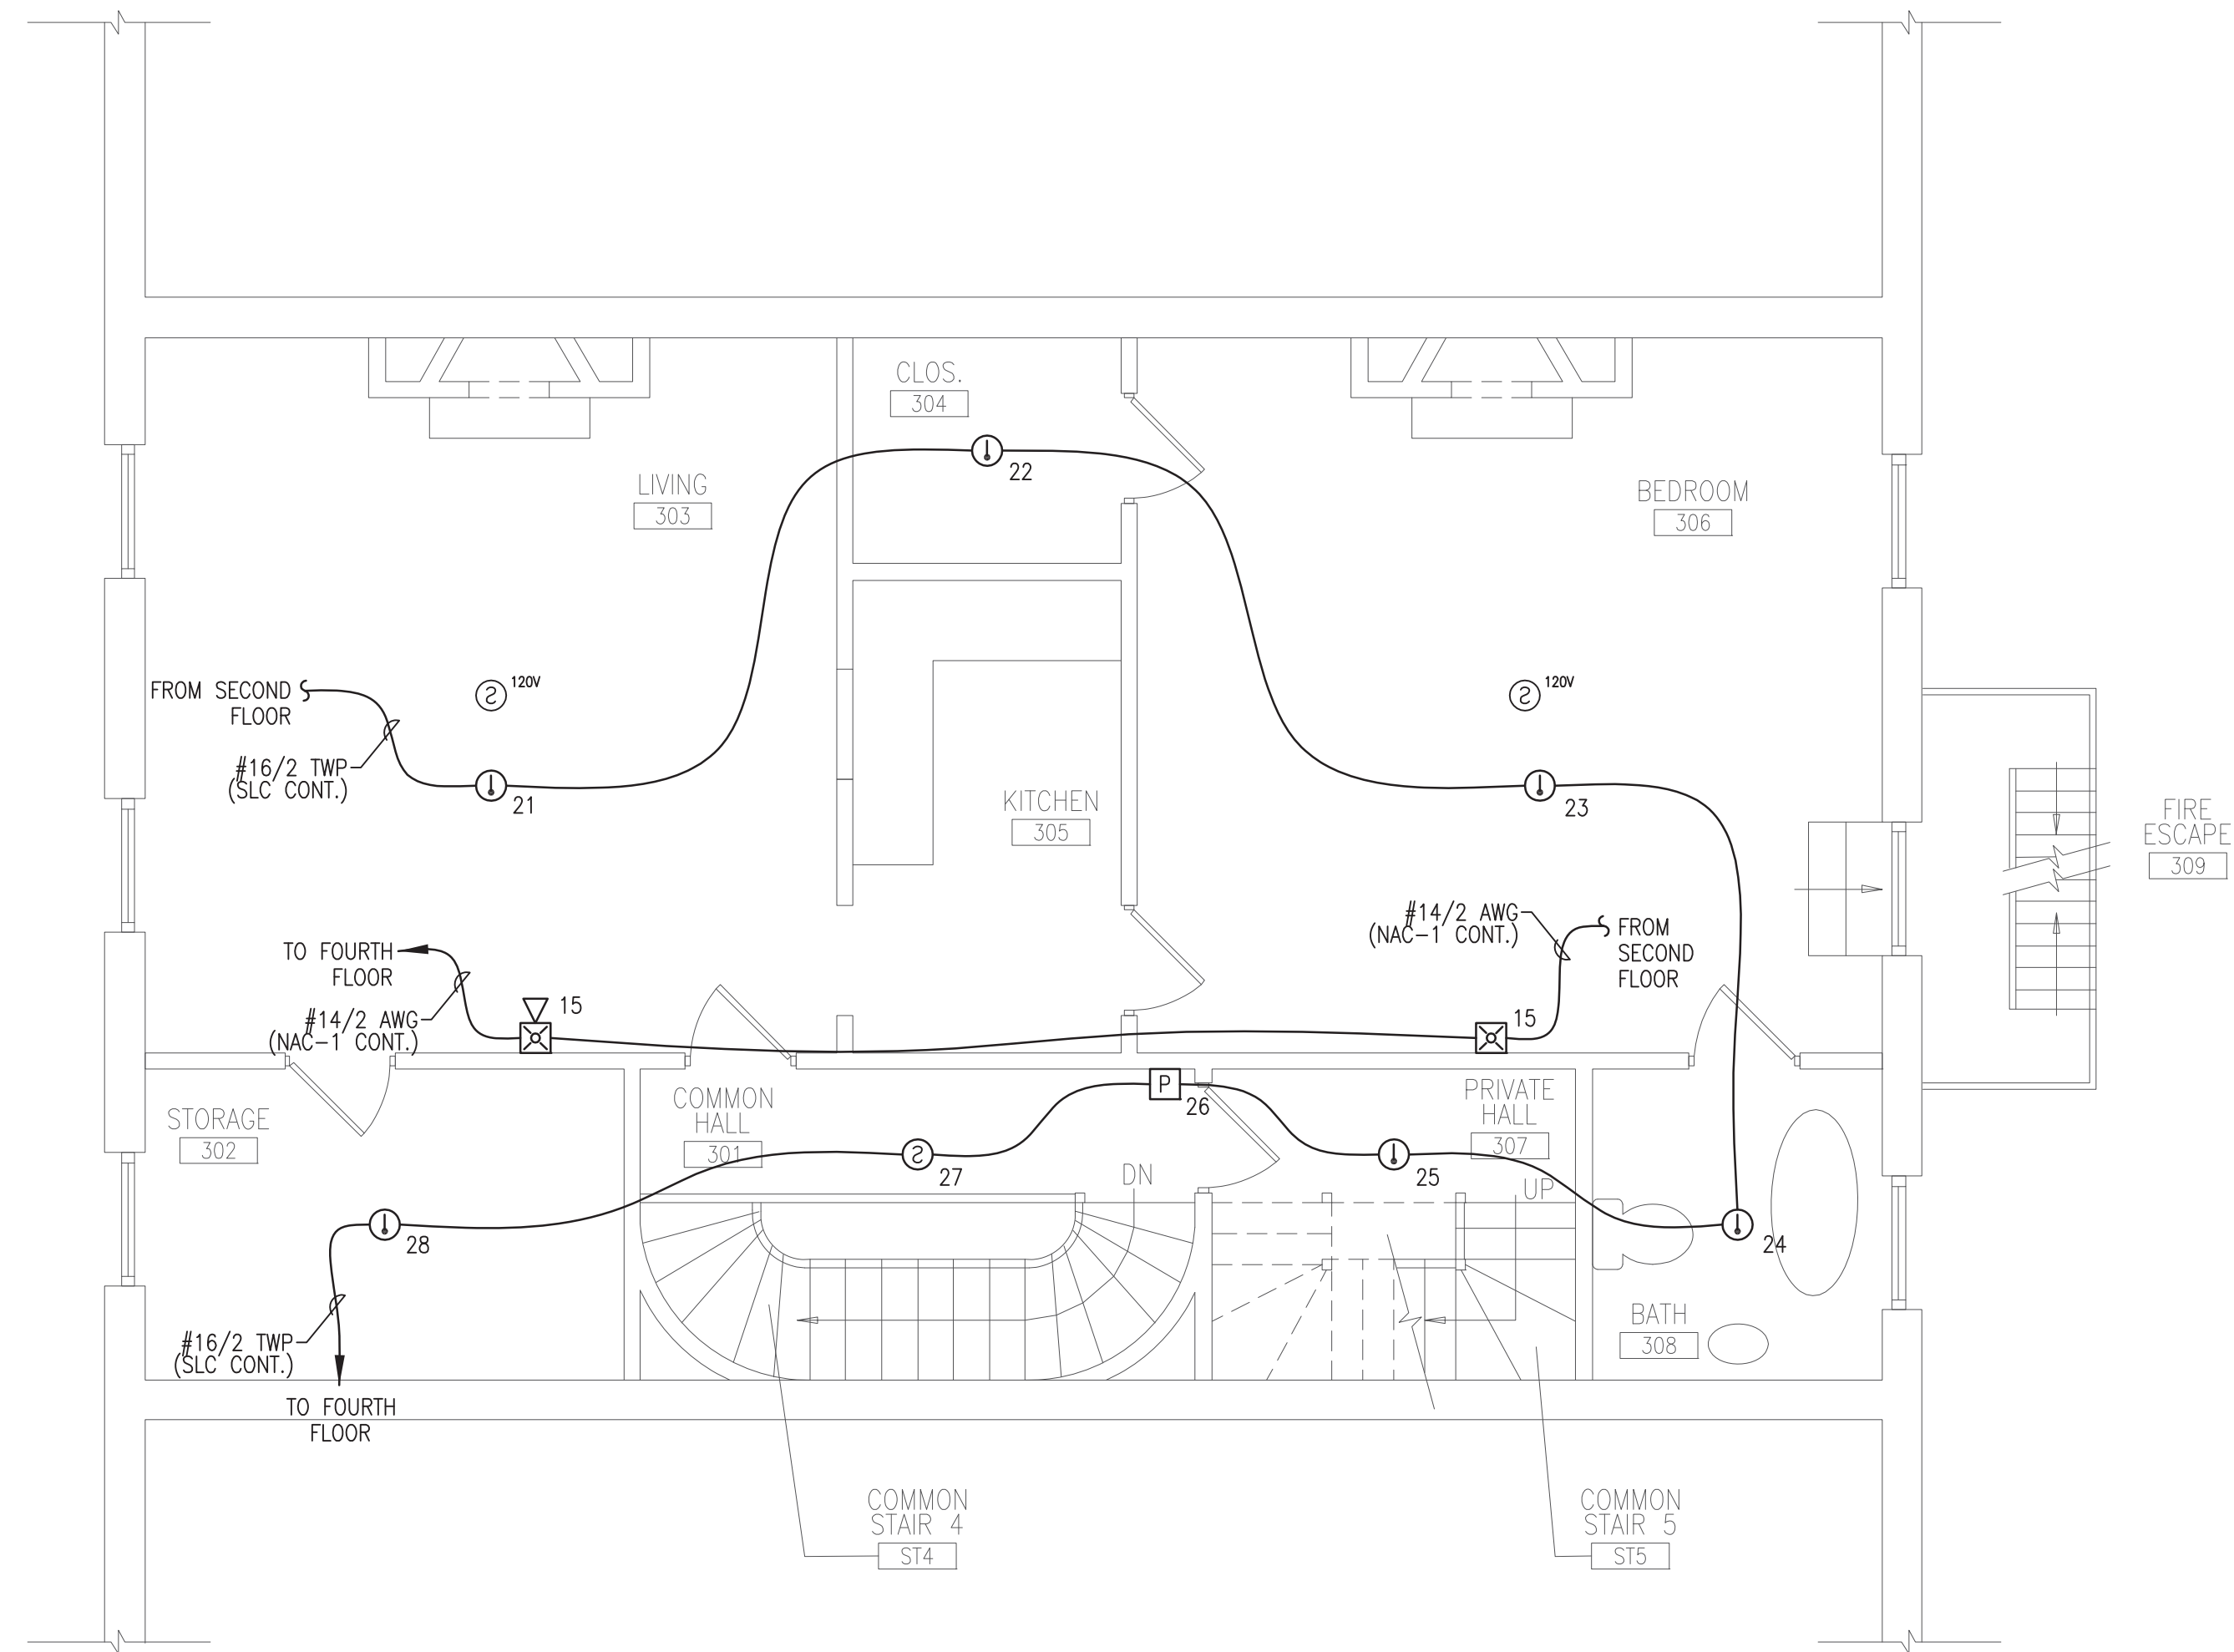 CLOS.
304
22
LIVING
303
BEDROOM
306
FROM SECOND
FLOOR
120V
120V
#16/2 TWP
(SLC CONT.)
21
KITCHEN
305
23
FIRE
ESCAPE
309
TO FOURTH
FLOOR
#14/2 AWG
(NAC-1 CONT.)
15
#14/2 AWG
(NAC-1 CONT.)
FROM
SECOND
FLOOR
15
STORAGE
302
COMMON
HALL
301
P
26
PRIVATE
HALL
307
S
27
25
DN
UP
28
24
BATH
308
#16/2 TWP
(SLC CONT.)
TO FOURTH
FLOOR
COMMON
STAIR 4
ST4
COMMON
STAIR 5
ST5
S
S